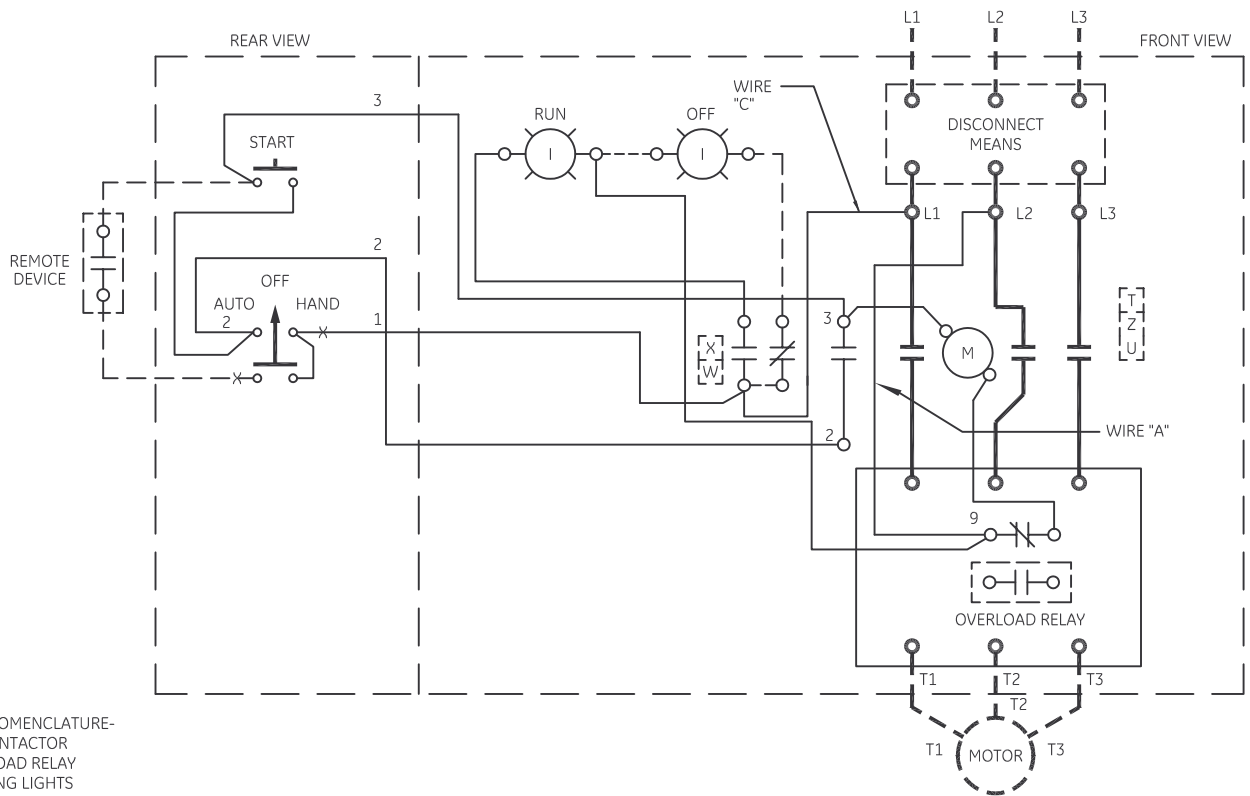 L1 L2 L3
REAR VIEW
FRONT VIEW
WIRE
"C"
3
RUN
OFF
I
I
DISCONNECT
MEANS
START
L1
L2
L3
REMOTE
DEVICE
2
OFF
AUTO
HAND
2
1
3
X
W
M
T
Z
U
2
WIRE "A"
9
OVERLOAD RELAY
T1
T2
T3
T2
T1
MOTOR
T3
OMENCLATURE-
NTACTOR
OAD RELAY
NG LIGHTS